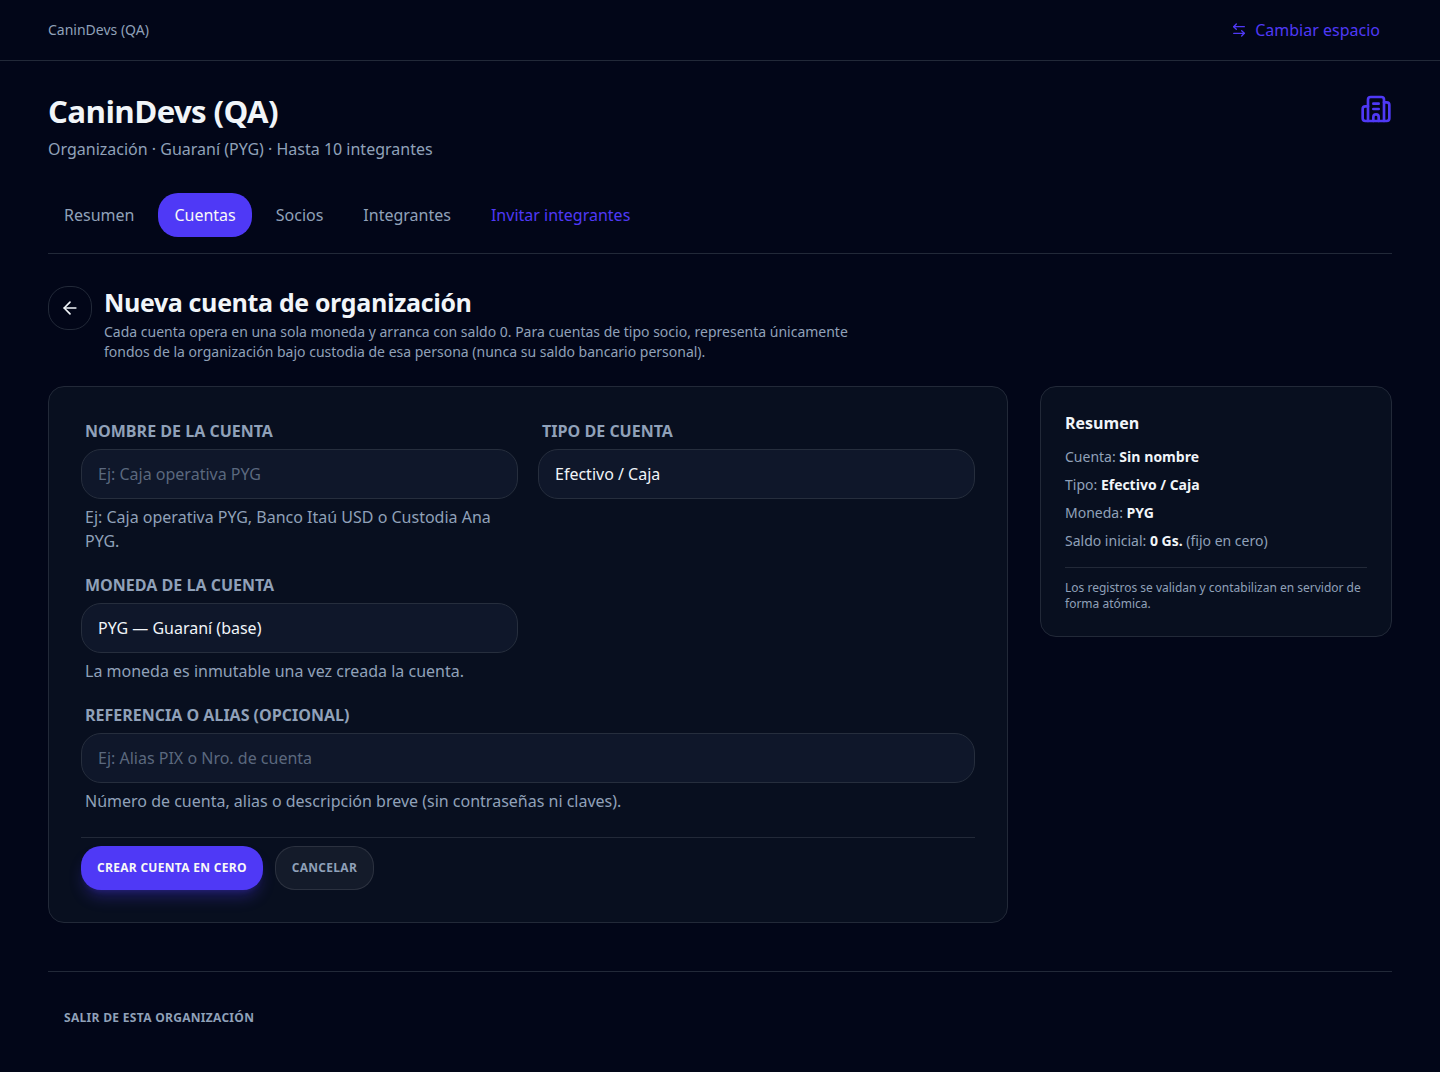 CaninDevs (QA)
Cambiar espacio
CaninDevs (QA)
Organización · Guaraní (PYG) · Hasta 10 integrantes
Resumen
Cuentas
Socios
Integrantes
Invitar integrantes
Nueva cuenta de organización
Cada cuenta opera en una sola moneda y arranca con saldo 0. Para cuentas de tipo socio, representa únicamente
fondos de la organización bajo custodia de esa persona (nunca su saldo bancario personal).
NOMBRE DE LA CUENTA
Ej: Caja operativa PYG
Ej: Caja operativa PYG, Banco Itaú USD o Custodia Ana
PYG.
TIPO DE CUENTA
Efectivo / Caja
MONEDA DE LA CUENTA
PYG — Guaraní (base)
La moneda es inmutable una vez creada la cuenta.
REFERENCIA O ALIAS (OPCIONAL)
Ej: Alias PIX o Nro. de cuenta
Número de cuenta, alias o descripción breve (sin contraseñas ni claves).
CREAR CUENTA EN CERO
CANCELAR
Resumen
Cuenta: Sin nombre
Tipo: Efectivo / Caja
Moneda: PYG
Saldo inicial: 0 Gs. (fijo en cero)
Los registros se validan y contabilizan en servidor de
forma atómica.
SALIR DE ESTA ORGANIZACIÓN